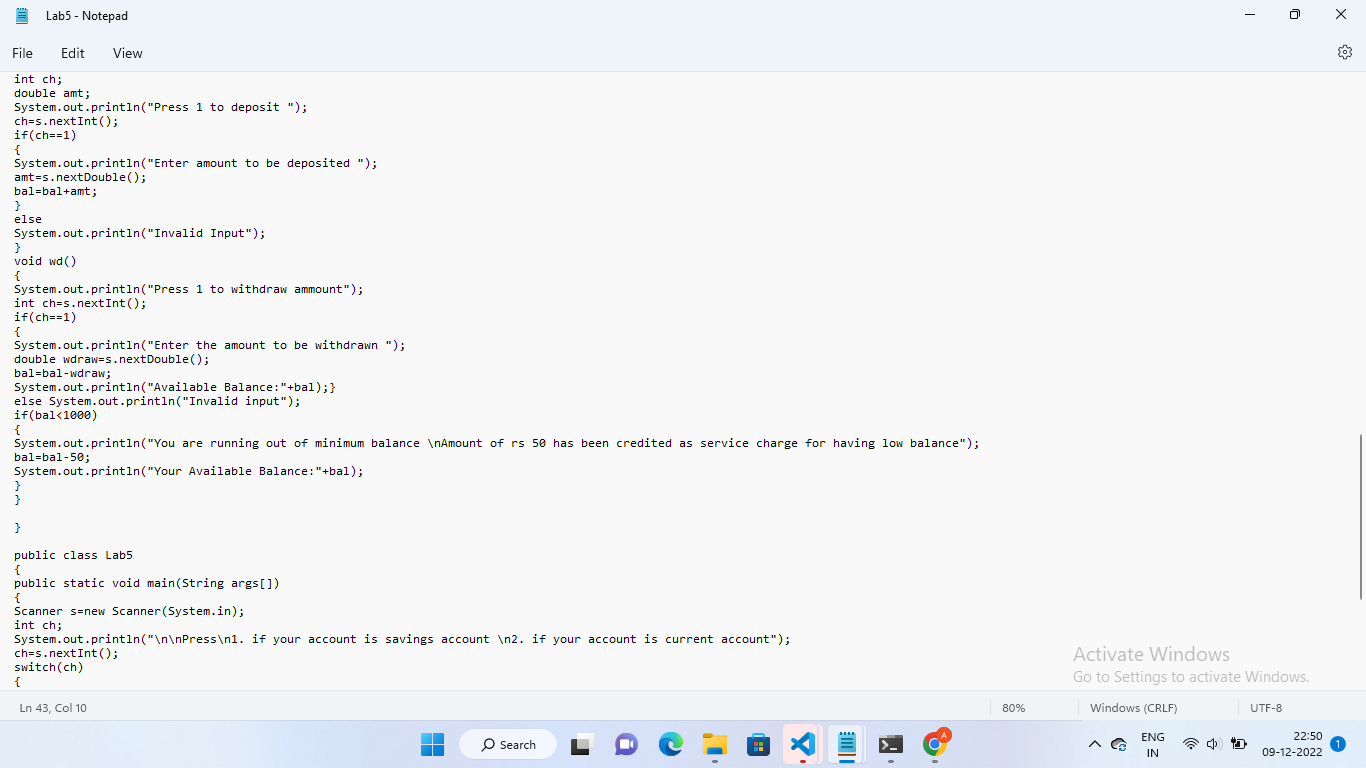 Lab5 - Notepad
File Edit View
int ch;
double amt;
System.out.println("Press 1 to deposit ");
ch=s.nextInt();
if(ch==1)
{
System.out.println("Enter amount to be deposited ");
amt=s.nextDouble();
bal=bal+amt;
}
else
System.out.println("Invalid Input");
}
void wd()
{
System.out.println("Press 1 to withdraw ammount");
int ch=s.nextInt();
if(ch==1)
{
System.out.println("Enter the amount to be withdrawn ");
double wdraw=s.nextDouble();
bal=bal-wdraw;
System.out.println("Available Balance:"+bal);}
else System.out.println("Invalid input");
if(bal<1000)
{
System.out.println("You are running out of minimum balance \nAmount of rs 50 has been credited as service charge for having low balance");
bal=bal-50;
System.out.println("Your Available Balance:"+bal);
}
}
}
public class Lab5
{
public static void main(String args[])
{
Scanner s=new Scanner(System.in);
int ch;
System.out.println("\n\nPress\n1. if your account is savings account \n2. if your account is current account");
ch=s.nextInt();
switch(ch)
{
Activate Windows
Go to Settings to activate Windows.
Ln 43, Col 10 80% Windows (CRLF) UTF-8
Search A ENG IN 22:50 09-12-2022 1